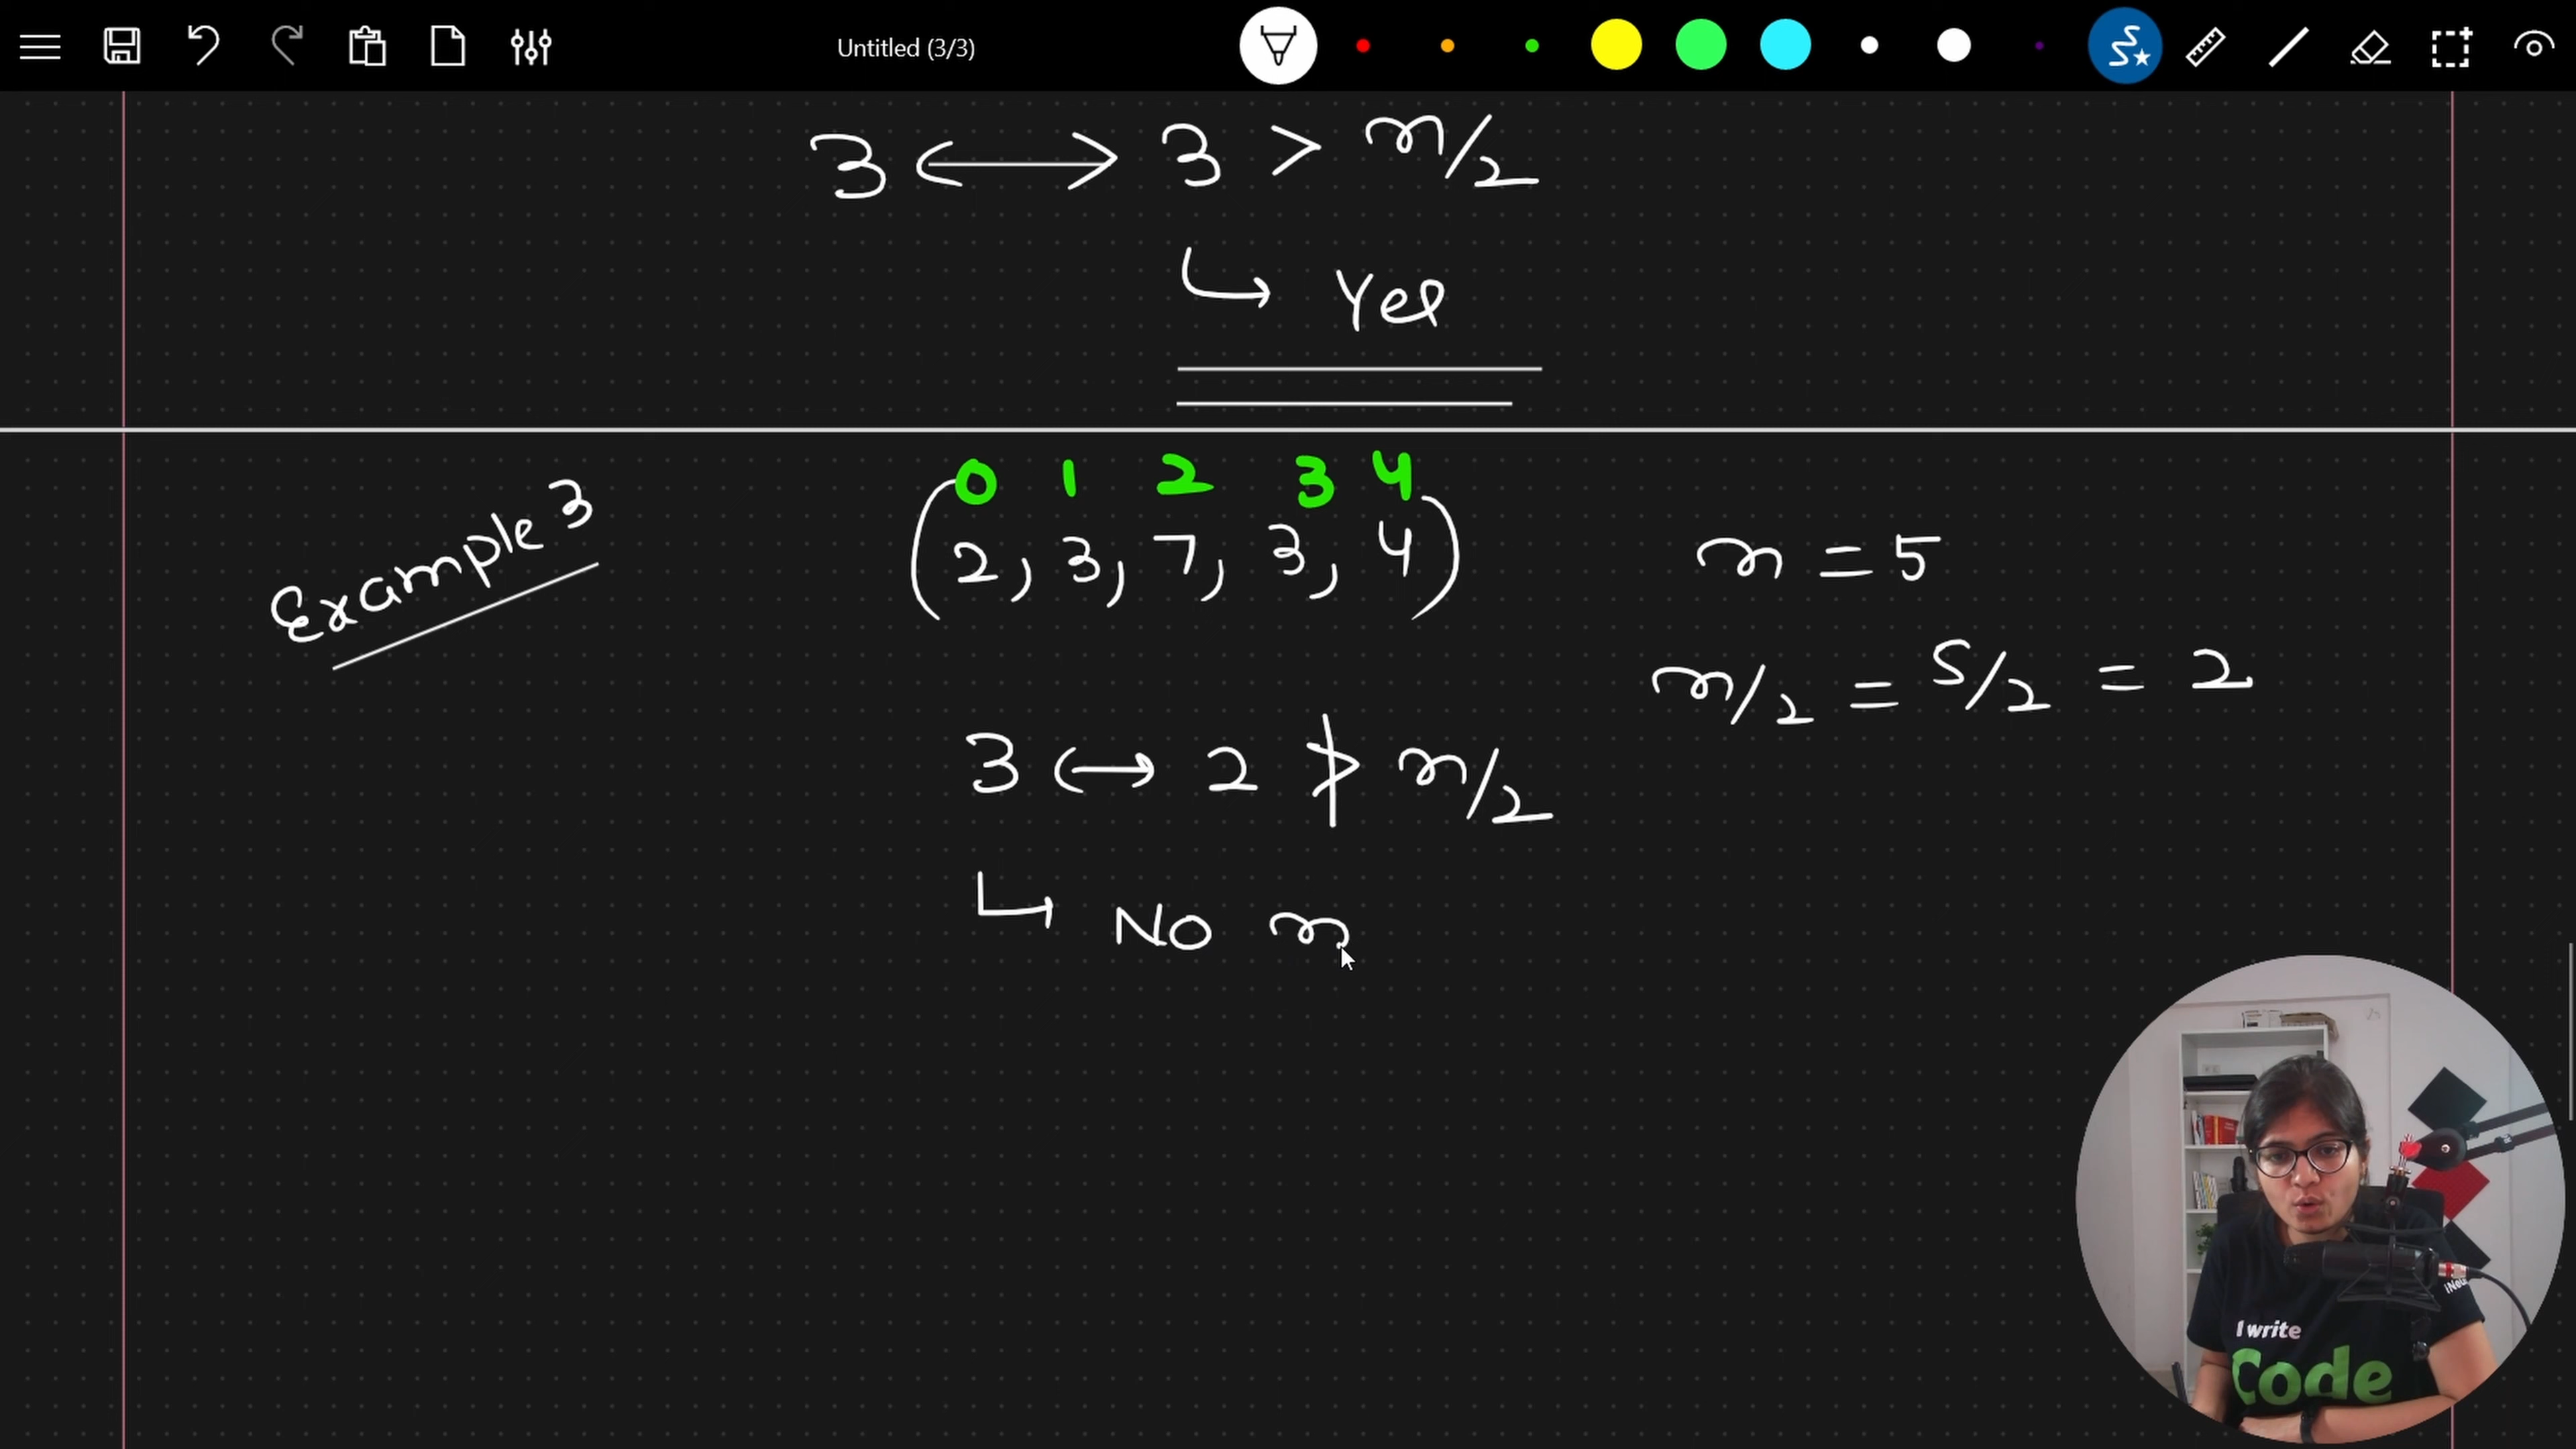 Untitled (3/3)
3 ⟷ 3 > n/2
↳ Yes
Example 3
0 1 2 3 4
(2, 3, 7, 3, 4)
n = 5
n/2 = 5/2 = 2
3 ↔ 2 ≯ n/2
↳ No m
I write
Code